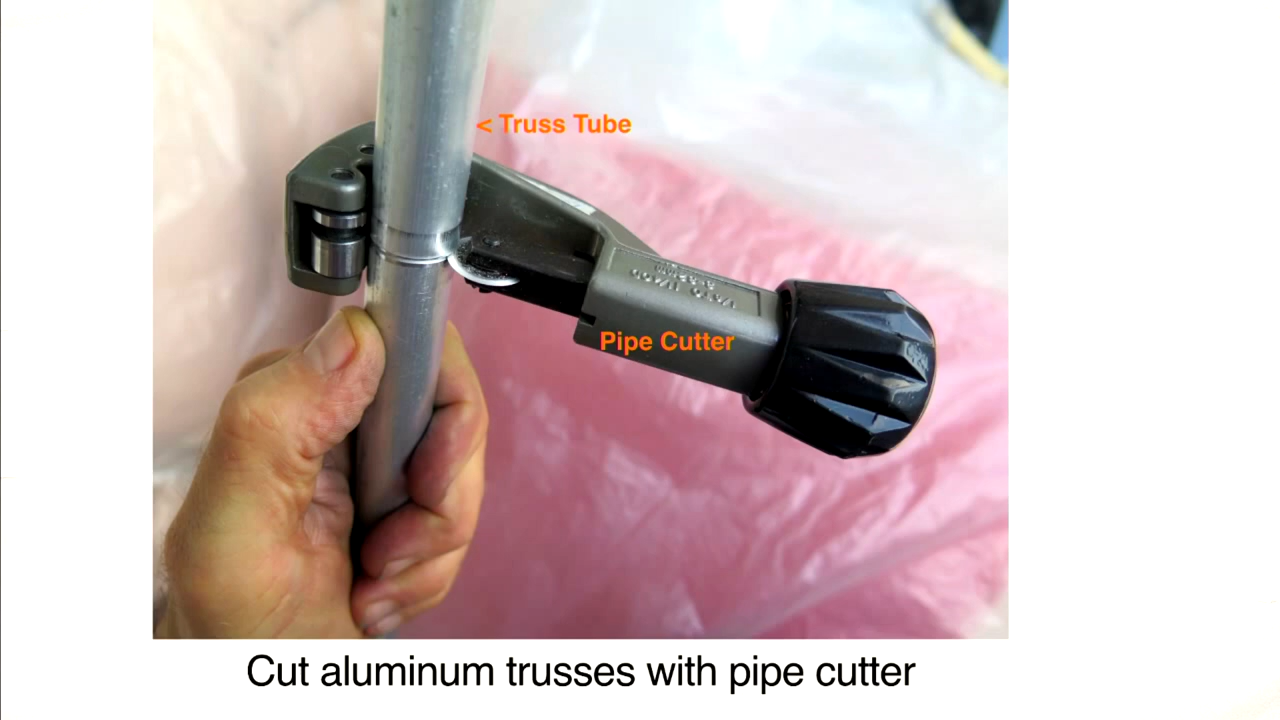 < Truss Tube
Pipe Cutter
Cut aluminum trusses with pipe cutter